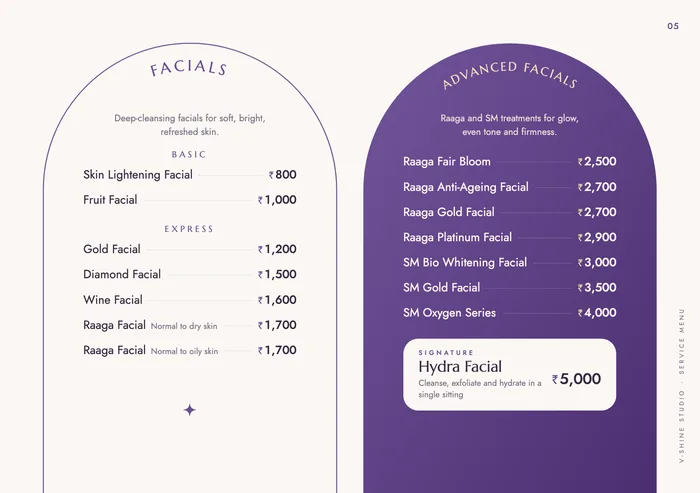 05
FACIALS
Deep-cleansing facials for soft, bright,
refreshed skin.
BASIC
Skin Lightening Facial ₹800
Fruit Facial ₹1,000
EXPRESS
Gold Facial ₹1,200
Diamond Facial ₹1,500
Wine Facial ₹1,600
Raaga Facial Normal to dry skin ₹1,700
Raaga Facial Normal to oily skin ₹1,700
ADVANCED FACIALS
Raaga and SM treatments for glow,
even tone and firmness.
Raaga Fair Bloom ₹2,500
Raaga Anti-Ageing Facial ₹2,700
Raaga Gold Facial ₹2,700
Raaga Platinum Facial ₹2,900
SM Bio Whitening Facial ₹3,000
SM Gold Facial ₹3,500
SM Oxygen Series ₹4,000
SIGNATURE
Hydra Facial
Cleanse, exfoliate and hydrate in a
single sitting
₹5,000
V-SHINE STUDIO · SERVICE MENU